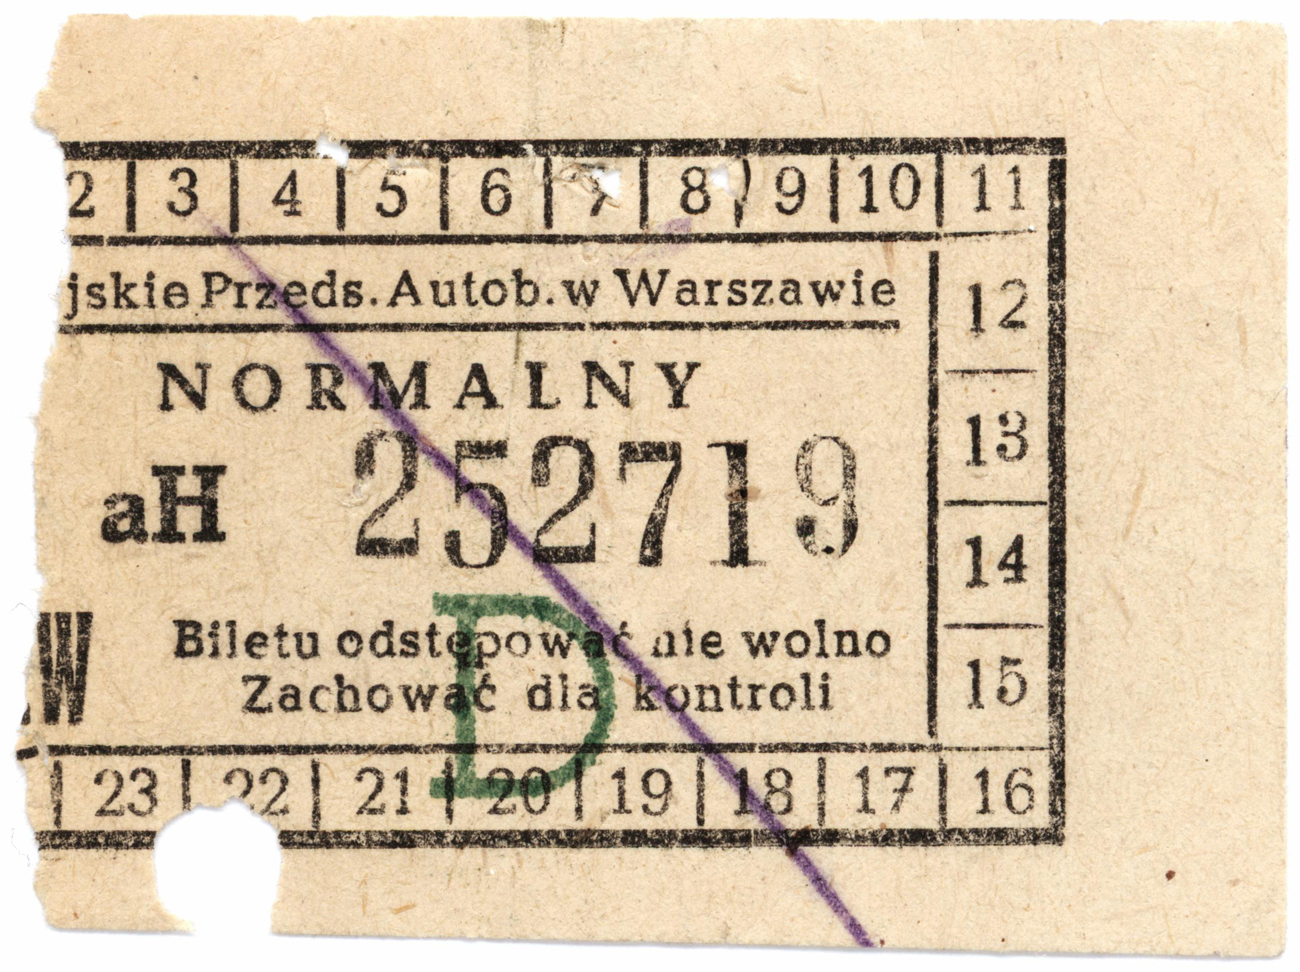 2 3 4 5 6 7 8 9 10 11
jskie Przeds. Autob. w Warszawie
12
NORMALNY
13
aH 252719
14
D
W
Biletu odstępować nie wolno
Zachować dla kontroli
15
23 22 21 20 19 18 17 16